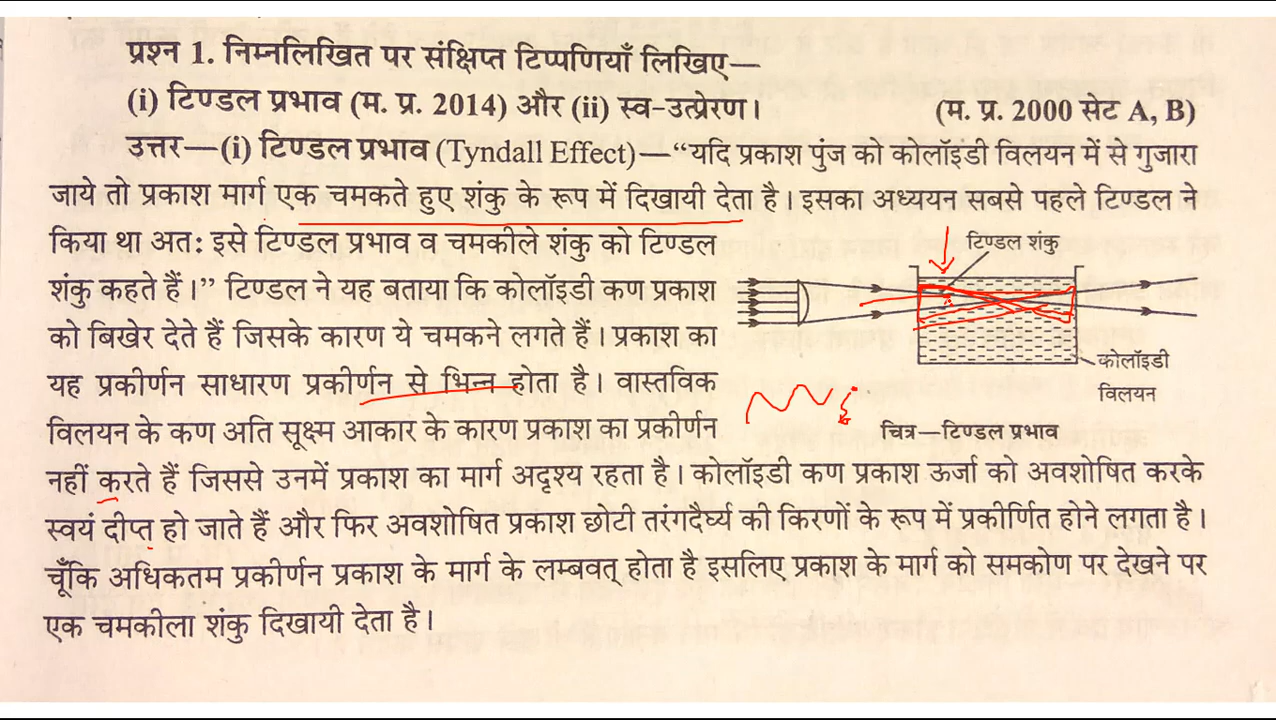 प्रश्न 1. निम्नलिखित पर संक्षिप्त टिप्पणियाँ लिखिए—
(i) टिण्डल प्रभाव (म. प्र. 2014) और (ii) स्व-उत्प्रेरण। (म. प्र. 2000 सेट A, B)
उत्तर—(i) टिण्डल प्रभाव (Tyndall Effect)—“यदि प्रकाश पुंज को कोलॉइडी विलयन में से गुजारा
जाये तो प्रकाश मार्ग एक चमकते हुए शंकु के रूप में दिखायी देता है। इसका अध्ययन सबसे पहले टिण्डल ने
किया था अत: इसे टिण्डल प्रभाव व चमकीले शंकु को टिण्डल
शंकु कहते हैं।” टिण्डल ने यह बताया कि कोलॉइडी कण प्रकाश
को बिखेर देते हैं जिसके कारण ये चमकने लगते हैं। प्रकाश का
यह प्रकीर्णन साधारण प्रकीर्णन से भिन्न होता है। वास्तविक
विलयन के कण अति सूक्ष्म आकार के कारण प्रकाश का प्रकीर्णन
टिण्डल शंकु
कोलॉइडी
विलयन
चित्र—टिण्डल प्रभाव
नहीं करते हैं जिससे उनमें प्रकाश का मार्ग अदृश्य रहता है। कोलॉइडी कण प्रकाश ऊर्जा को अवशोषित करके
स्वयं दीप्त हो जाते हैं और फिर अवशोषित प्रकाश छोटी तरंगदैर्घ्य की किरणों के रूप में प्रकीर्णित होने लगता है।
चूँकि अधिकतम प्रकीर्णन प्रकाश के मार्ग के लम्बवत् होता है इसलिए प्रकाश के मार्ग को समकोण पर देखने पर
एक चमकीला शंकु दिखायी देता है।